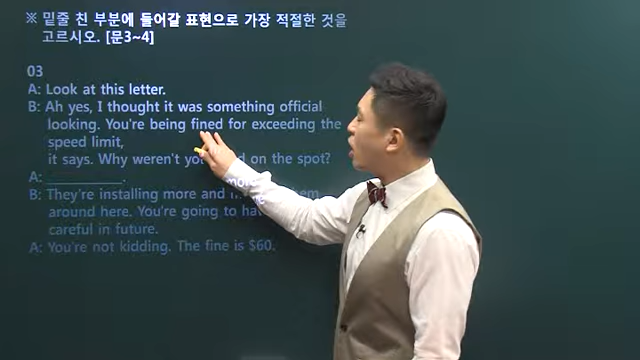 ※ 밑줄 친 부분에 들어갈 표현으로 가장 적절한 것을
고르시오. [문3~4]
03
A: Look at this letter.
B: Ah yes, I thought it was something official
looking. You're being fined for exceeding the
speed limit,
it says. Why weren't on the spot?
A: ____________.
B: They're installing more and
around here. You're going to
careful in future.
A: You're not kidding. The fine is $60.